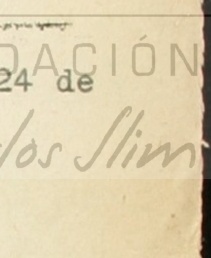 DACIÓN
24 de
los Slim